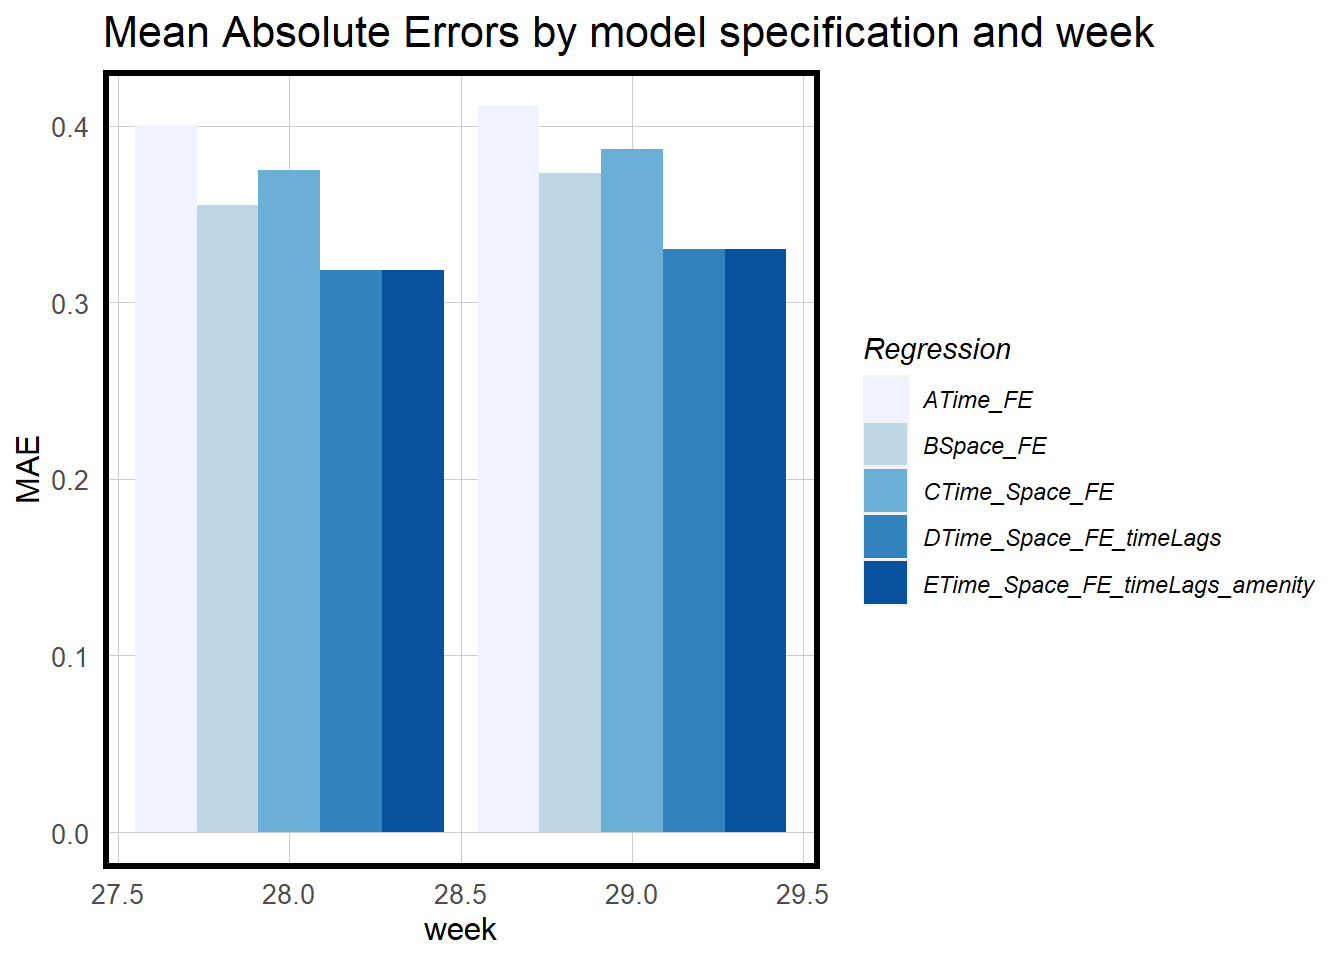 Mean Absolute Errors by model specification and week
MAE
0.4
0.3
0.2
0.1
0.0
27.5 28.0 28.5 29.0 29.5
week
Regression
ATime_FE
BSpace_FE
CTime_Space_FE
DTime_Space_FE_timeLags
ETime_Space_FE_timeLags_amenity